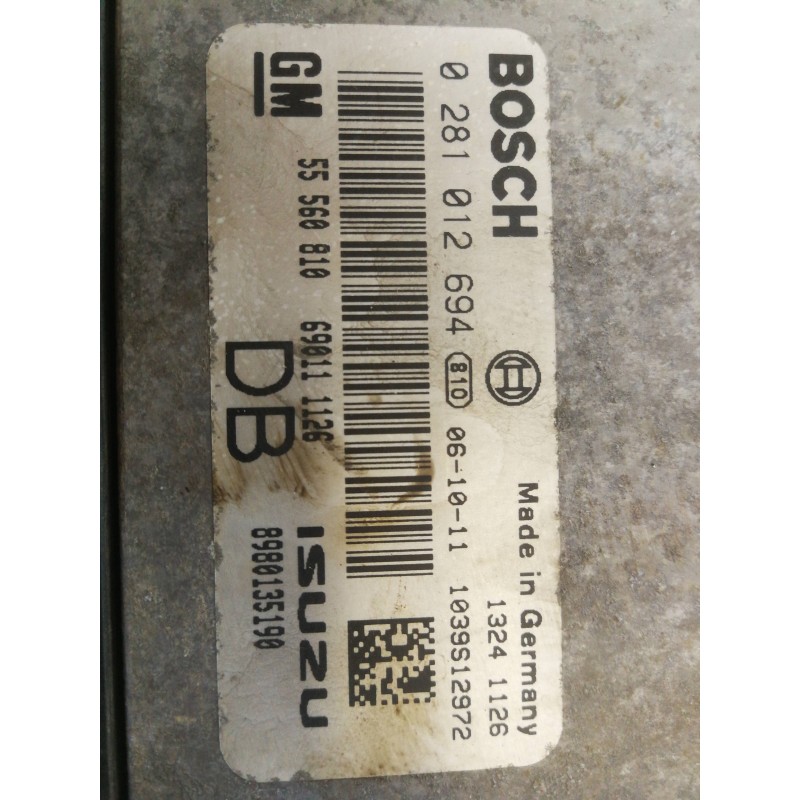 BOSCH
Made in Germany
1324 1126
0 281 012 694 810 06-10-11 1039S12972
GM
55 560 810 69011 1126
DB
ISUZU
8980135190